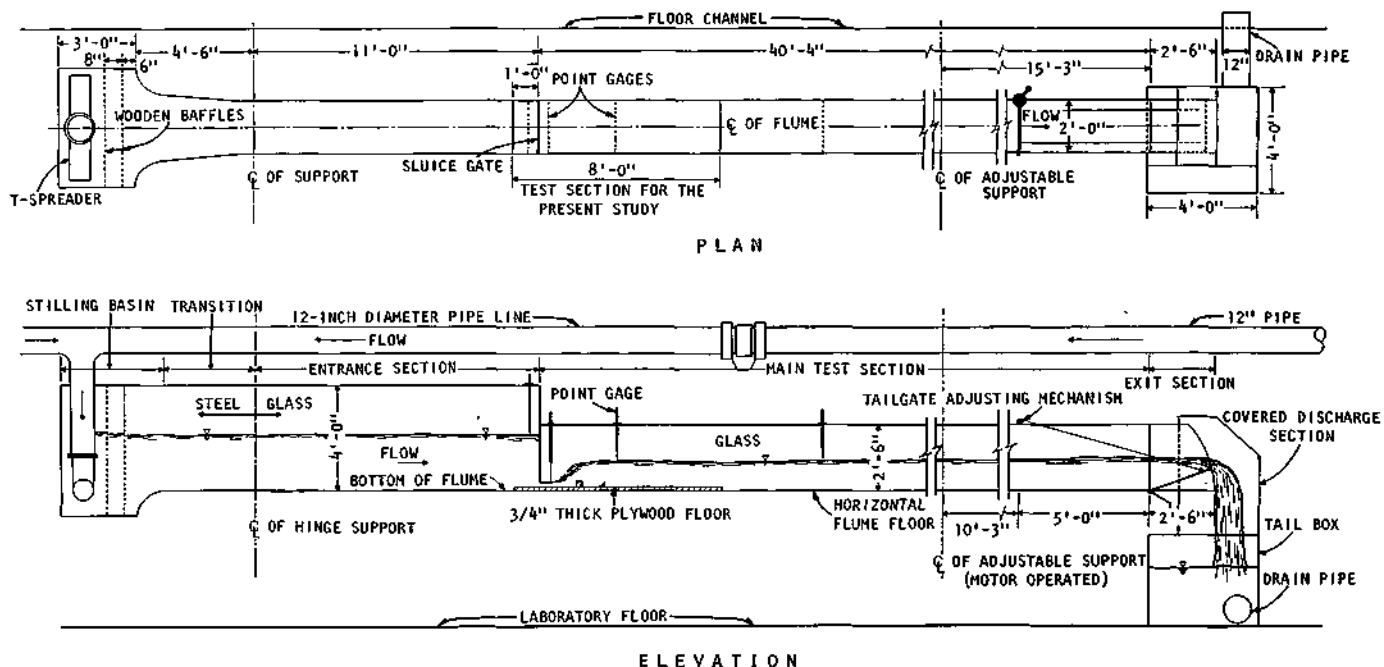 FLOOR CHANNEL
3'-0"
4'-6"
11'-0"
40'-4"
2'-6"
DRAIN PIPE
8"
6"
1'-0"
POINT GAGES
15'-3"
12"
WOODEN BAFFLES
℄ OF FLUME
FLOW
2'-0"
4'-0"
SLUICE GATE
8'-0"
℄ OF SUPPORT
TEST SECTION FOR THE
PRESENT STUDY
℄ OF ADJUSTABLE
SUPPORT
T-SPREADER
4'-0"
PLAN
STILLING BASIN
TRANSITION
12-INCH DIAMETER PIPE LINE
12" PIPE
FLOW
ENTRANCE SECTION
MAIN TEST SECTION
EXIT SECTION
STEEL
GLASS
POINT GAGE
TAILGATE ADJUSTING MECHANISM
COVERED DISCHARGE
SECTION
4'-0"
GLASS
2'-6"
FLOW
BOTTOM OF FLUME
3/4" THICK PLYWOOD FLOOR
HORIZONTAL
FLUME FLOOR
10'-3"
5'-0"
2'-6"
℄ OF HINGE SUPPORT
TAIL BOX
℄ OF ADJUSTABLE SUPPORT
(MOTOR OPERATED)
DRAIN PIPE
LABORATORY FLOOR
ELEVATION